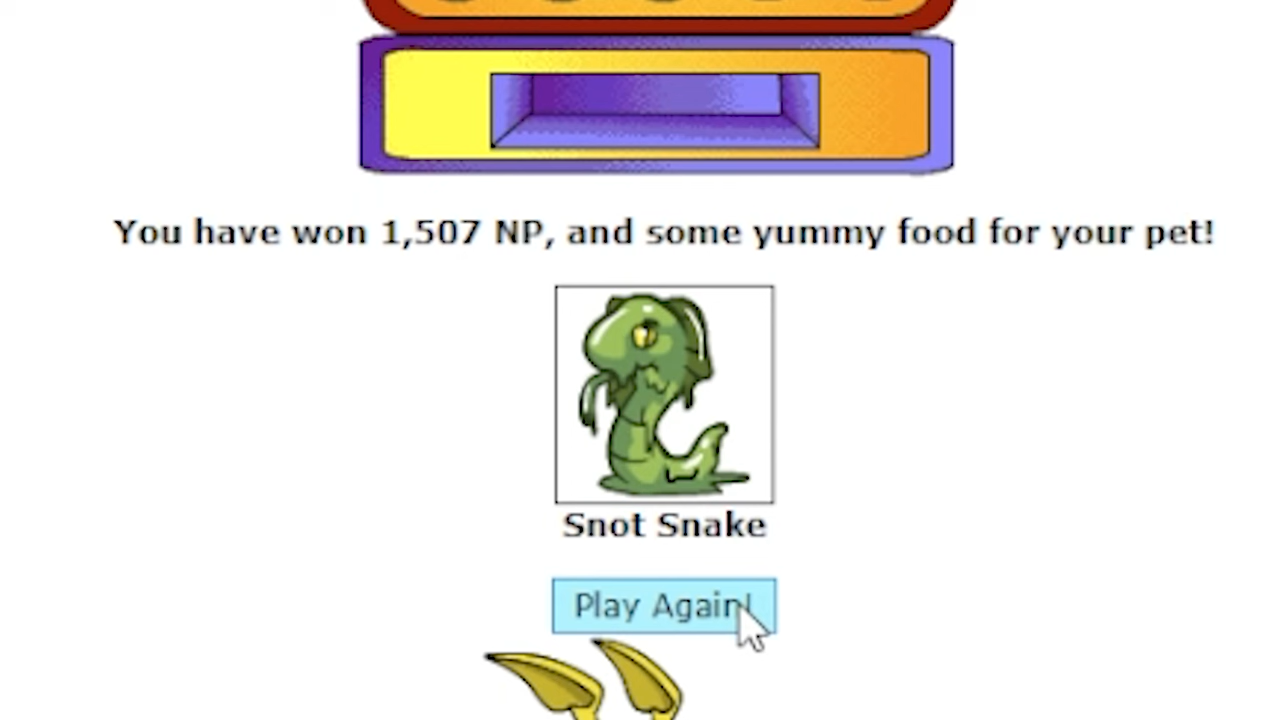 You have won 1,507 NP, and some yummy food for your pet!
Snot Snake
Play Again!